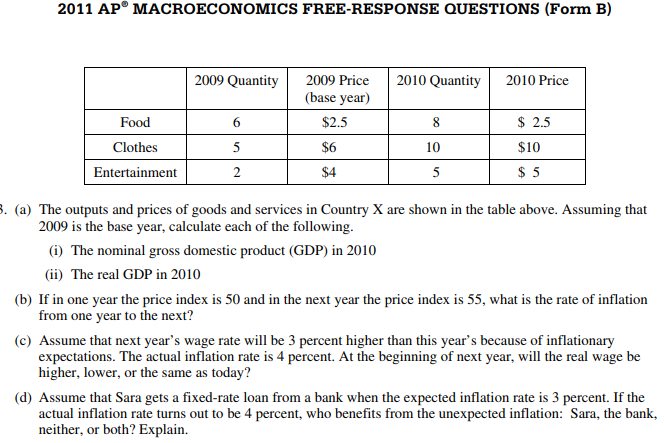 2011 AP® MACROECONOMICS FREE-RESPONSE QUESTIONS (Form B)
2009 Quantity 2009 Price (base year) 2010 Quantity 2010 Price
Food 6 $2.5 8 $ 2.5
Clothes 5 $6 10 $10
Entertainment 2 $4 5 $ 5
3. (a) The outputs and prices of goods and services in Country X are shown in the table above. Assuming that
2009 is the base year, calculate each of the following.
(i) The nominal gross domestic product (GDP) in 2010
(ii) The real GDP in 2010
(b) If in one year the price index is 50 and in the next year the price index is 55, what is the rate of inflation
from one year to the next?
(c) Assume that next year's wage rate will be 3 percent higher than this year's because of inflationary
expectations. The actual inflation rate is 4 percent. At the beginning of next year, will the real wage be
higher, lower, or the same as today?
(d) Assume that Sara gets a fixed-rate loan from a bank when the expected inflation rate is 3 percent. If the
actual inflation rate turns out to be 4 percent, who benefits from the unexpected inflation: Sara, the bank,
neither, or both? Explain.